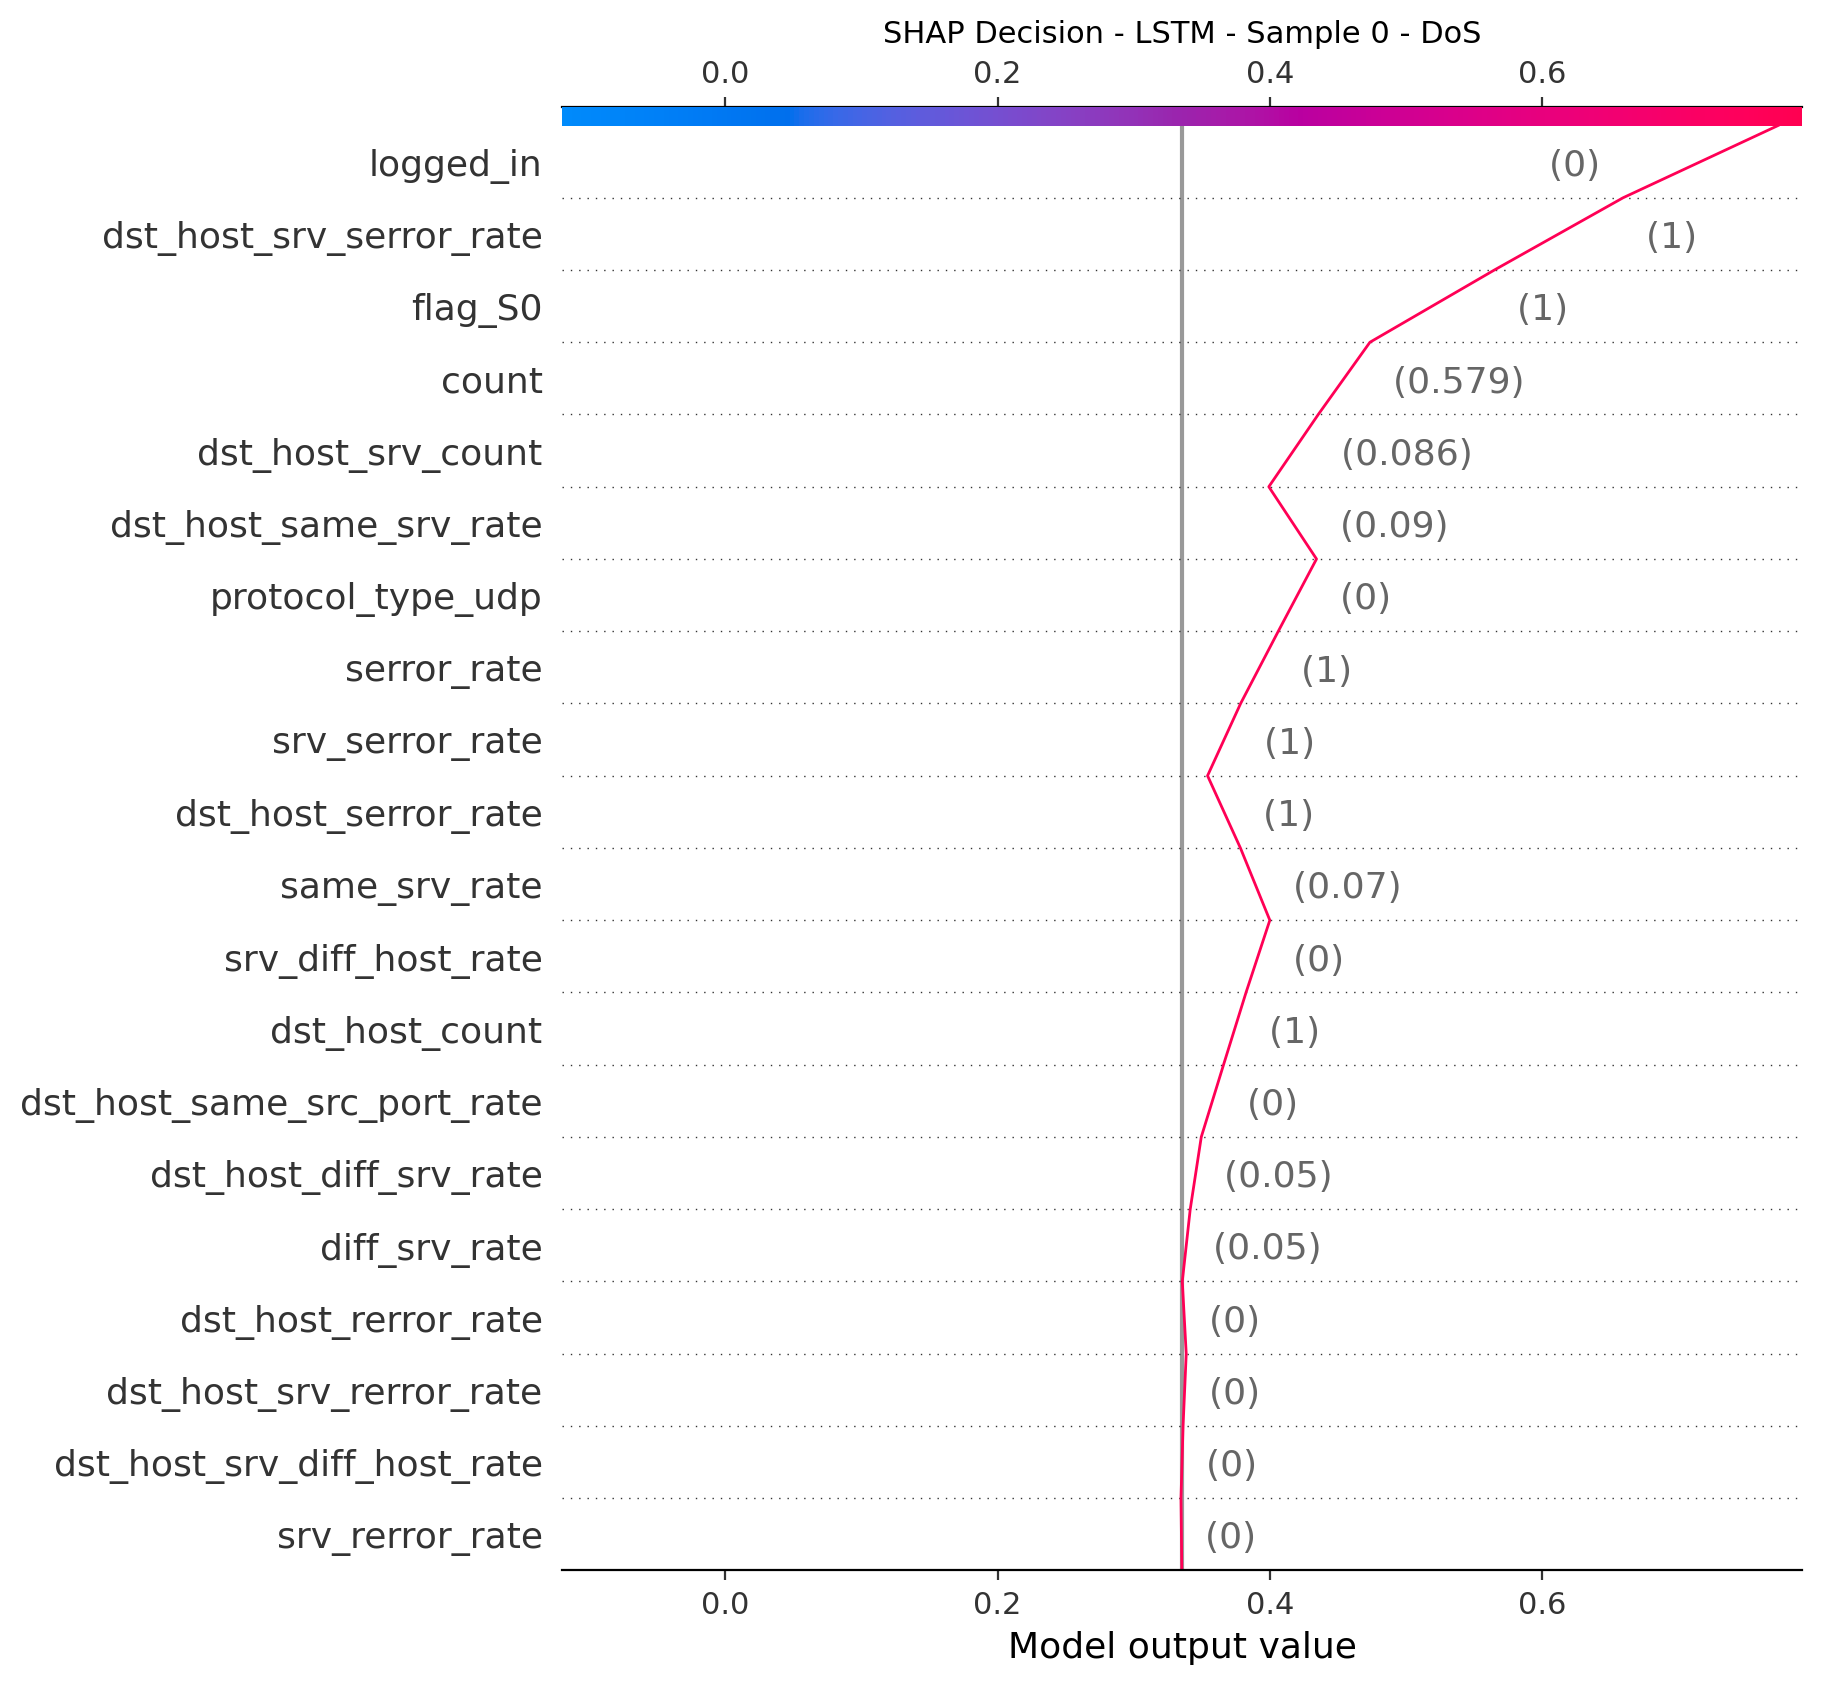 SHAP Decision - LSTM - Sample 0 - DoS
0.0 0.2 0.4 0.6
logged_in (0)
dst_host_srv_serror_rate (1)
flag_S0 (1)
count (0.579)
dst_host_srv_count (0.086)
dst_host_same_srv_rate (0.09)
protocol_type_udp (0)
serror_rate (1)
srv_serror_rate (1)
dst_host_serror_rate (1)
same_srv_rate (0.07)
srv_diff_host_rate (0)
dst_host_count (1)
dst_host_same_src_port_rate (0)
dst_host_diff_srv_rate (0.05)
diff_srv_rate (0.05)
dst_host_rerror_rate (0)
dst_host_srv_rerror_rate (0)
dst_host_srv_diff_host_rate (0)
srv_rerror_rate (0)
0.0 0.2 0.4 0.6
Model output value